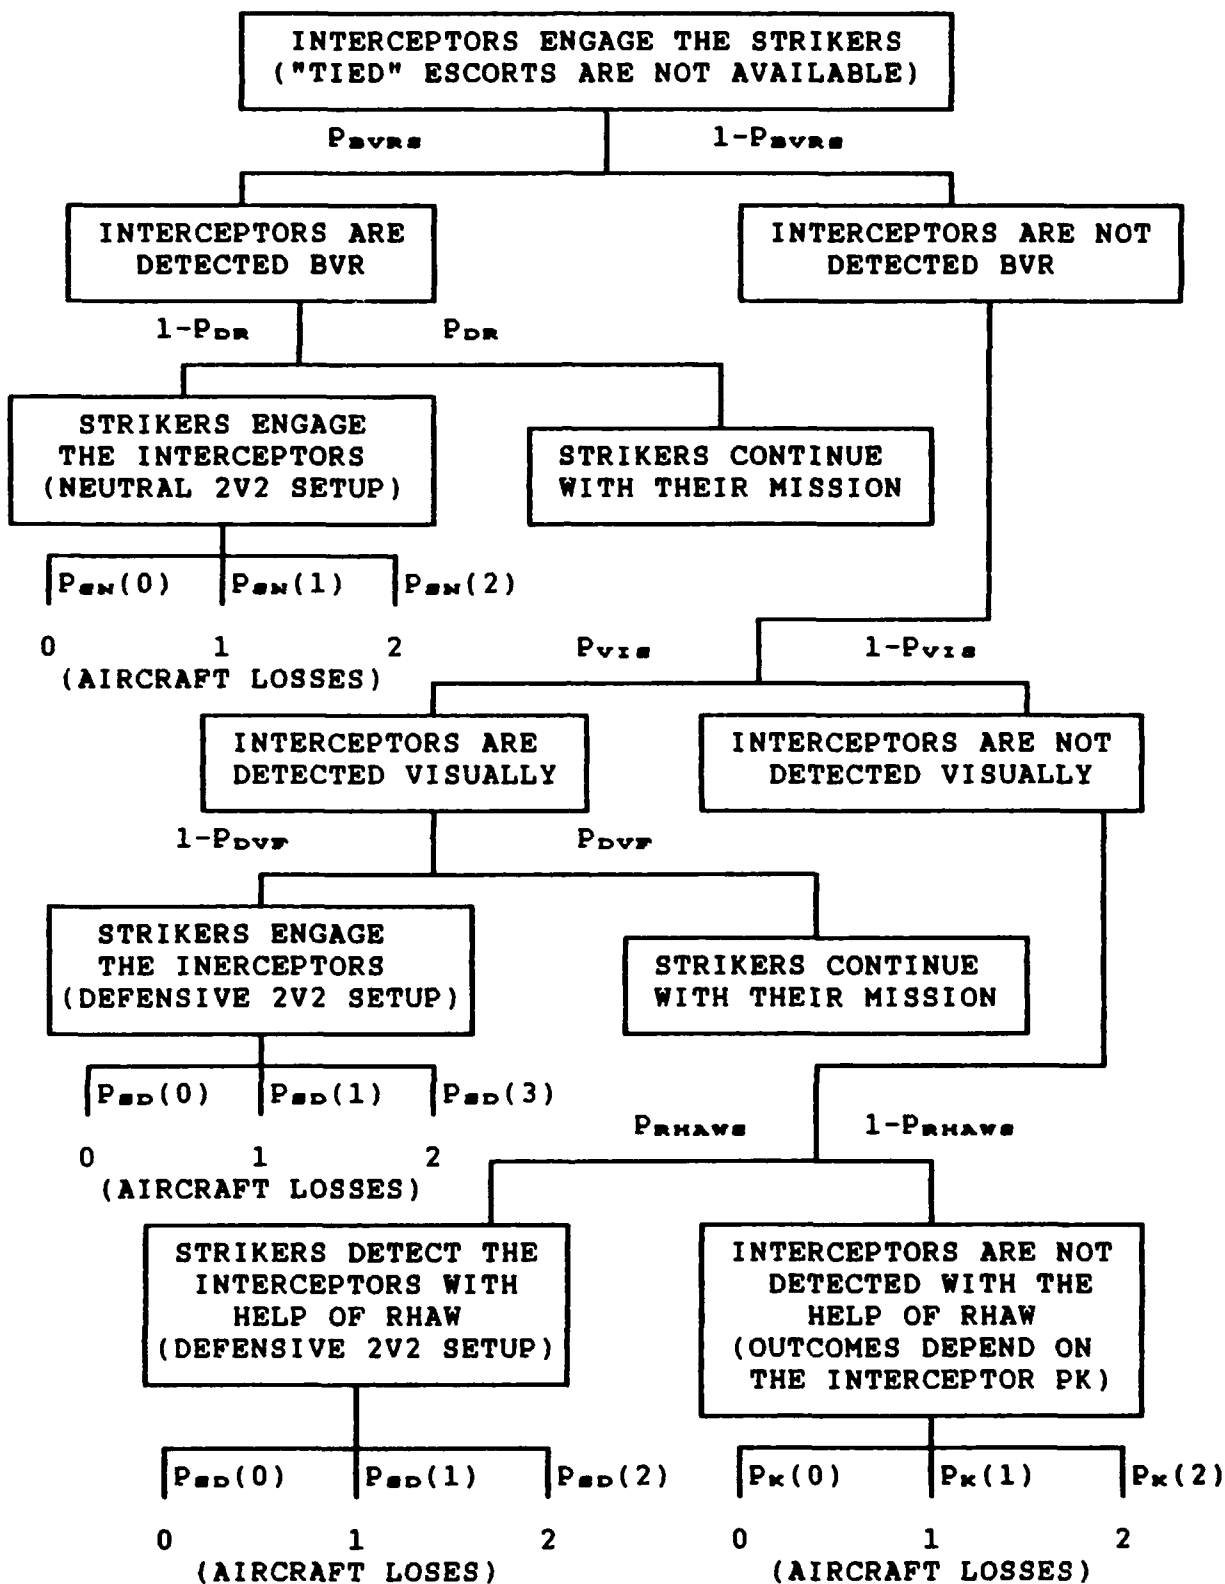 INTERCEPTORS ENGAGE THE STRIKERS
("TIED" ESCORTS ARE NOT AVAILABLE)
PBVRS 1-PBVRS
INTERCEPTORS ARE
DETECTED BVR
INTERCEPTORS ARE NOT
DETECTED BVR
1-PDR PDR
STRIKERS ENGAGE
THE INTERCEPTORS
(NEUTRAL 2V2 SETUP)
STRIKERS CONTINUE
WITH THEIR MISSION
PSN(0) PSN(1) PSN(2)
0 1 2
(AIRCRAFT LOSSES)
PVIS 1-PVIS
INTERCEPTORS ARE
DETECTED VISUALLY
INTERCEPTORS ARE NOT
DETECTED VISUALLY
1-PDVF PDVF
STRIKERS ENGAGE
THE INERCEPTORS
(DEFENSIVE 2V2 SETUP)
STRIKERS CONTINUE
WITH THEIR MISSION
PSD(0) PSD(1) PSD(3)
0 1 2
(AIRCRAFT LOSSES)
PRHAWS 1-PRHAWS
STRIKERS DETECT THE
INTERCEPTORS WITH
HELP OF RHAW
(DEFENSIVE 2V2 SETUP)
INTERCEPTORS ARE NOT
DETECTED WITH THE
HELP OF RHAW
(OUTCOMES DEPEND ON
THE INTERCEPTOR PK)
PSD(0) PSD(1) PSD(2)
0 1 2
(AIRCRAFT LOSES)
PK(0) PK(1) PK(2)
0 1 2
(AIRCRAFT LOSSES)